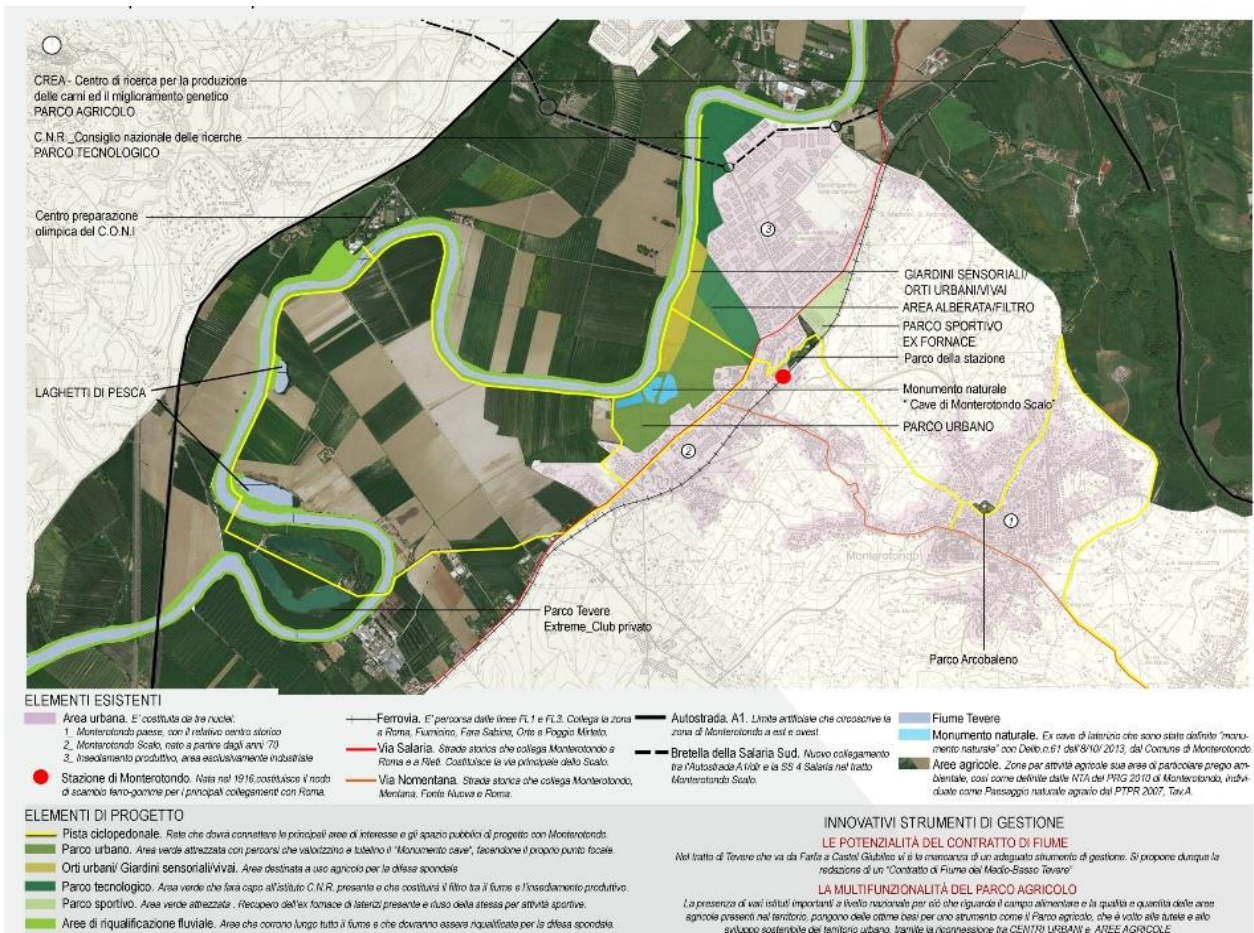 CREA - Centro di ricerca per la produzione
delle carni ed il miglioramento genetico
PARCO AGRICOLO
C.N.R _Consiglio nazionale delle ricerche
PARCO TECNOLOGICO
Centro preparazione
olimpica del C.O.N.I
LAGHETTI DI PESCA
GIARDINI SENSORIALI/
ORTI URBANI/VIVAI
AREA ALBERATA/FILTRO
PARCO SPORTIVO
EX FORNACE
Parco della stazione
Monumento naturale
" Cave di Monterotondo Scalo"
PARCO URBANO
3
2
1
Monterotondo
Parco Tevere
Extreme_Club privato
Parco Arcobaleno
ELEMENTI ESISTENTI
Area urbana. E' costituita da tre nuclei:
1_ Monterotondo paese, con il relativo centro storico
2_ Monterotondo Scalo, nato a partire dagli anni '70
3_ Insediamento produttivo, area esclusivamente industriale
Stazione di Monterotondo. Nata nel 1916,costituisce il nodo
di scambio ferro-gomma per i principali collegamenti con Roma.
Ferrovia. E' percorsa dalle linee FL1 e FL3. Collega la zona
a Roma, Fiumicino, Fara Sabina, Orte e Poggio Mirteto.
Via Salaria. Strada storica che collega Monterotondo a
Roma e a Rieti. Costituisce la via principale dello Scalo.
Via Nomentana. Strada storica che collega Monterotondo,
Mentana, Fonte Nuova e Roma.
Autostrada. A1. Limite artificiale che circoscrive la
zona di Monterotondo a est e ovest
Bretella della Salaria Sud. Nuovo collegamento
tra l'Autostrada A1/dir e la SS 4 Salaria nel tratto
Monterotondo Scalo.
Fiume Tevere
Monumento naturale. Ex cave di laterizio che sono state definite "monu-
mento naturale" con Delib.n.61 dell'8/10/ 2013, dal Comune di Monterotondo.
Aree agricole. Zone per attività agricole sua aree di particolare pregio am-
bientale, così come definite dalle NTA del PRG 2010 di Monterotondo, indivi-
duate come Paesaggio naturale agrario dal PTPR 2007, Tav.A.
ELEMENTI DI PROGETTO
Pista ciclopedonale. Rete che dovrà connettere le principali aree di interesse e gli spazio pubblici di progetto con Monterotondo.
Parco urbano. Area verde attrezzata con percorsi che valorizzino e tutelino il "Monumento cave", facendone il proprio punto focale.
Orti urbani/ Giardini sensoriali/vivai. Area destinata a uso agricolo per la difesa spondale
Parco tecnologico. Area verde che farà capo all'istituto C.N.R. presente e che costituirà il filtro tra il fiume e l'insediamento produttivo.
Parco sportivo. Area verde attrezzata . Recupero dell'ex fornace di laterizi presente e riuso della stessa per attività sportive.
Aree di riqualificazione fluviale. Aree che corrono lungo tutto il fiume e che dovranno essere riqualificate per la difesa spondale.
INNOVATIVI STRUMENTI DI GESTIONE
LE POTENZIALITÀ DEL CONTRATTO DI FIUME
Nel tratto di Tevere che va da Farfa a Castel Giubileo vi è la mancanza di un adeguato strumento di gestione. Si propone dunque la
redazione di un "Contratto di Fiume del Medio-Basso Tevere"
LA MULTIFUNZIONALITÀ DEL PARCO AGRICOLO
La presenza di vari istituti importanti a livello nazionale per ciò che riguarda il campo alimentare e la qualità e quantità delle aree
agricole presenti nel territorio, pongono delle ottime basi per uno strumento come il Parco agricolo, che è volto alla tutela e allo
sviluppo sostenibile del territorio urbano, tramite la riconnessione tra CENTRI URBANI e AREE AGRICOLE